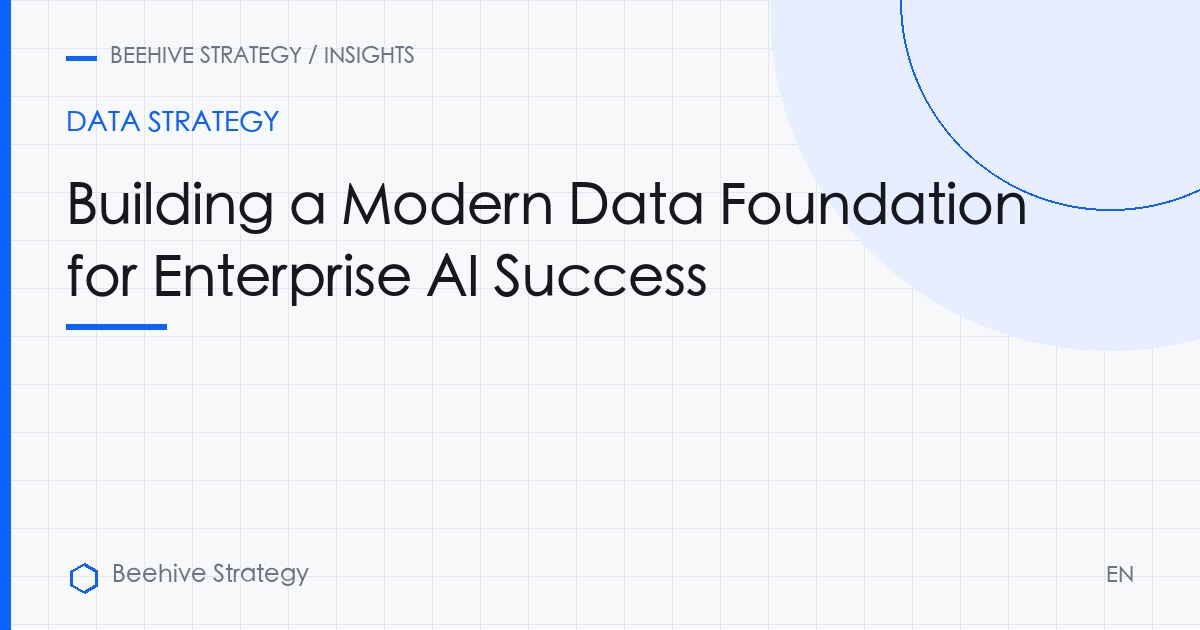 BEEHIVE STRATEGY / INSIGHTS
DATA STRATEGY
Building a Modern Data Foundation
for Enterprise AI Success
Beehive Strategy
EN